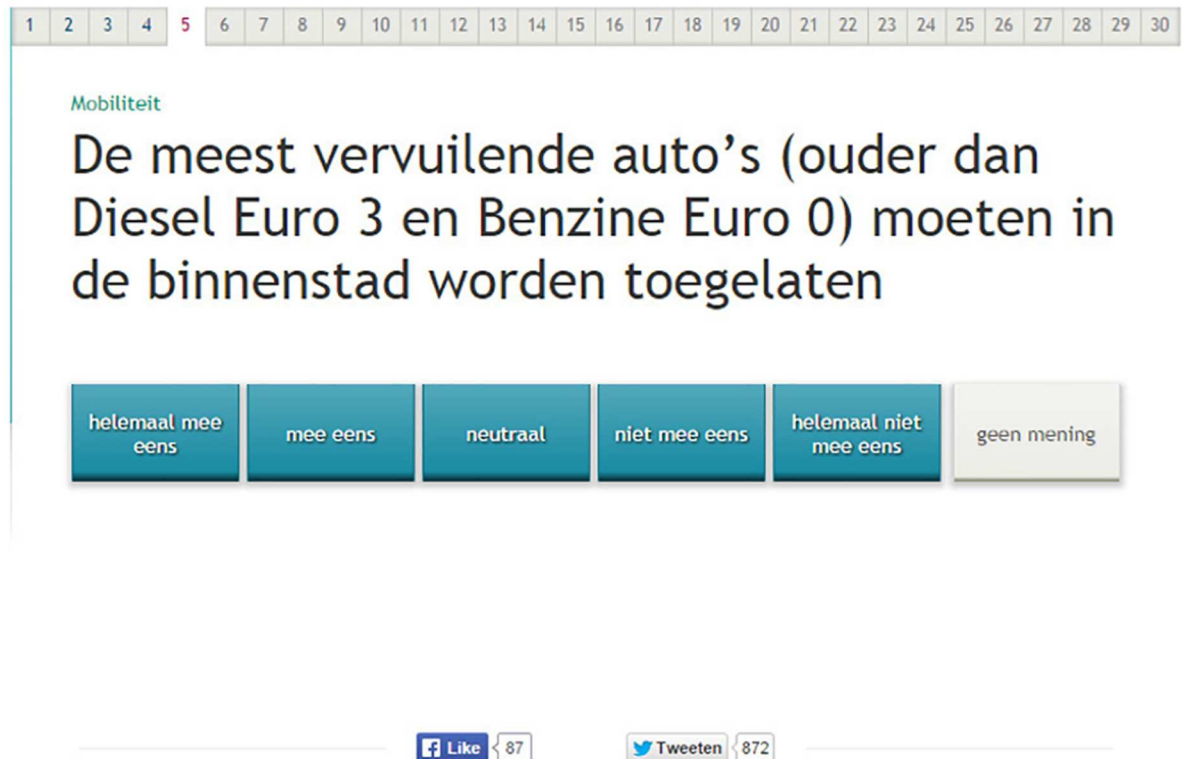 1 2 3 4 5 6 7 8 9 10 11 12 13 14 15 16 17 18 19 20 21 22 23 24 25 26 27 28 29 30
Mobiliteit
De meest vervuilende auto’s (ouder dan
Diesel Euro 3 en Benzine Euro 0) moeten in
de binnenstad worden toegelaten
helemaal mee
eens
mee eens
neutraal
niet mee eens
helemaal niet
mee eens
geen mening
Like 87
Tweeten 872